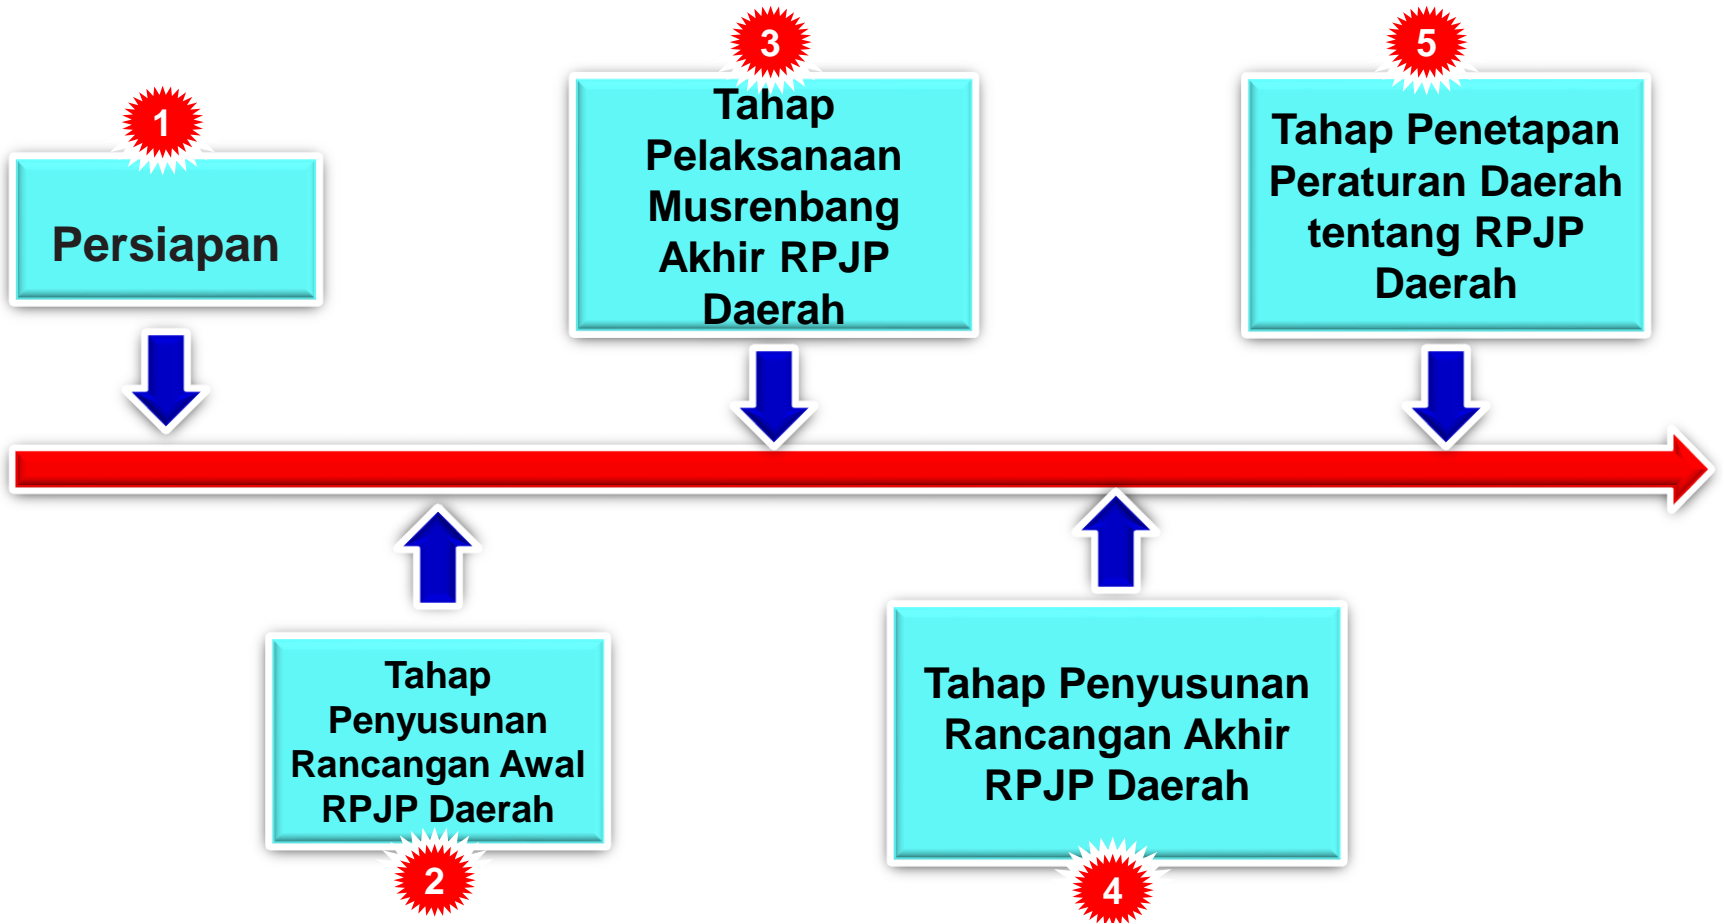 1
Persiapan
2
Tahap
Penyusunan
Rancangan Awal
RPJP Daerah
3
Tahap
Pelaksanaan
Musrenbang
Akhir RPJP
Daerah
4
Tahap Penyusunan
Rancangan Akhir
RPJP Daerah
5
Tahap Penetapan
Peraturan Daerah
tentang RPJP
Daerah